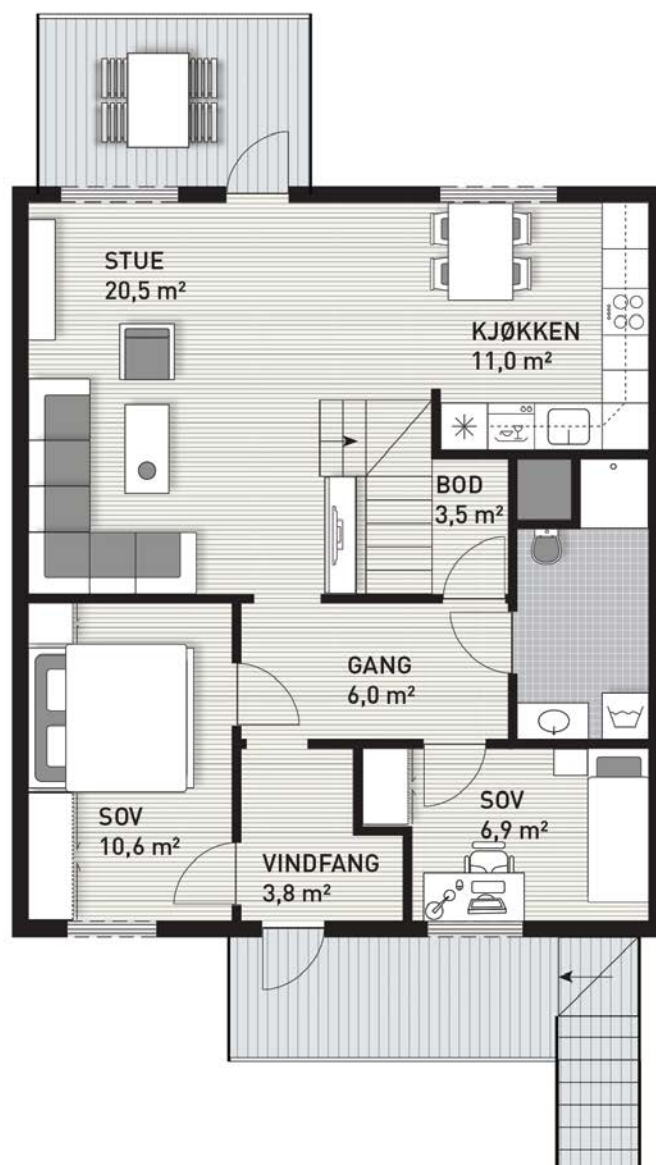 STUE
20,5 m²
KJØKKEN
11,0 m²
BOD
3,5 m²
GANG
6,0 m²
SOV
10,6 m²
SOV
6,9 m²
VINDFANG
3,8 m²